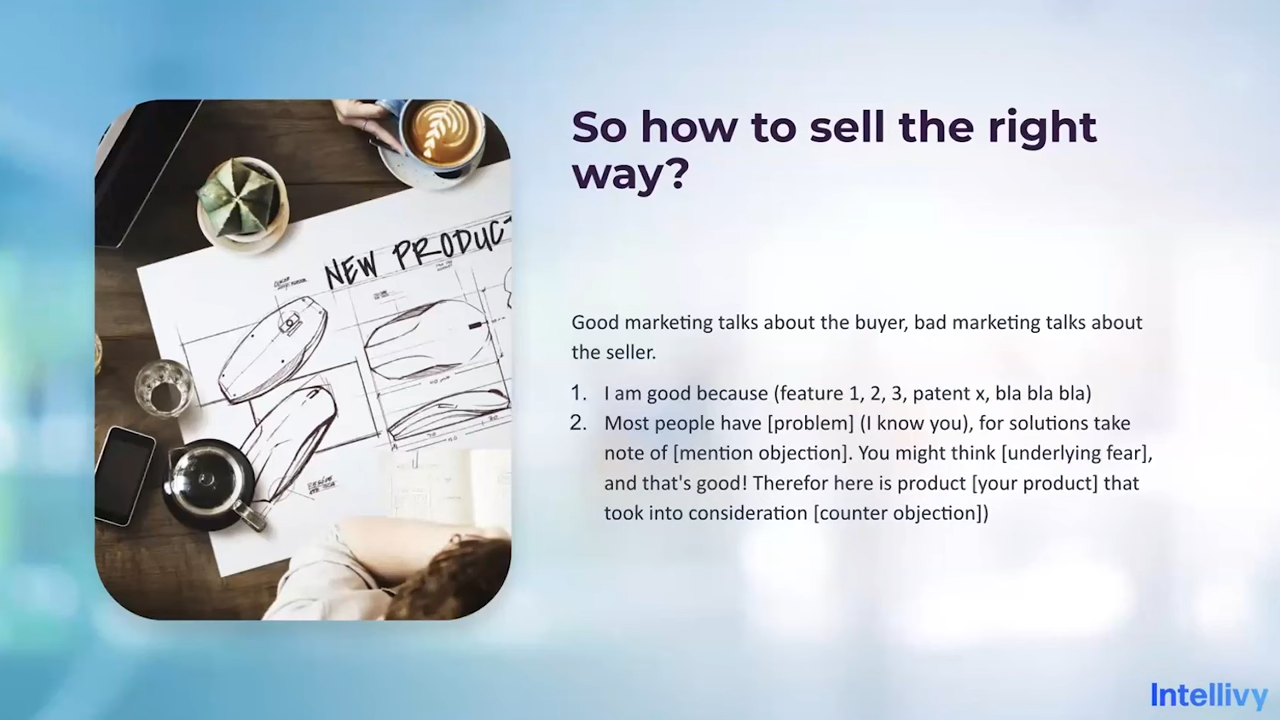 So how to sell the right
way?
NEW PRODUCT
Good marketing talks about the buyer, bad marketing talks about
the seller.
1. I am good because (feature 1, 2, 3, patent x, bla bla bla)
2. Most people have [problem] (I know you), for solutions take
note of [mention objection]. You might think [underlying fear],
and that's good! Therefor here is product [your product] that
took into consideration [counter objection])
Intellivy